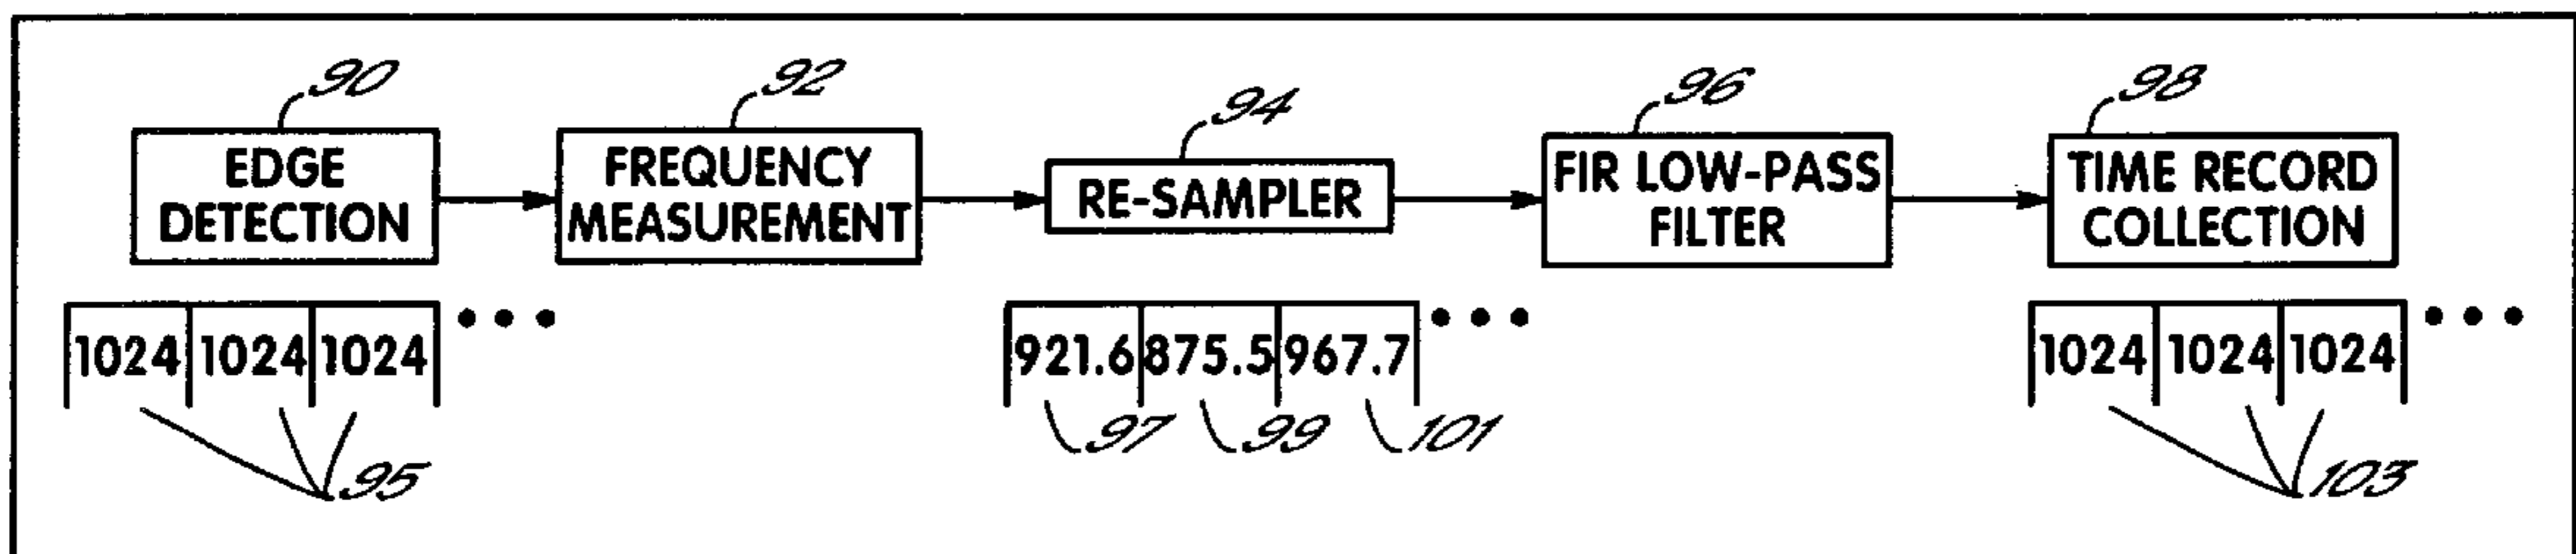 90
92
94
96
98
EDGE
DETECTION
FREQUENCY
MEASUREMENT
RE-SAMPLER
FIR LOW-PASS
FILTER
TIME RECORD
COLLECTION
1024 1024 1024 • • •
921.6 875.5 967.7 • • •
1024 1024 1024 • • •
95
97
99
101
103